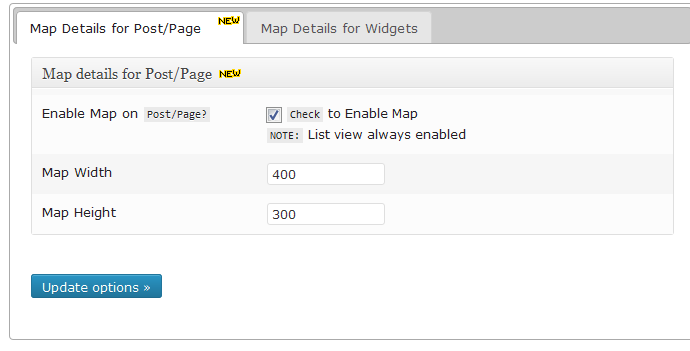 Map Details for Post/Page NEW Map Details for Widgets
Map details for Post/Page NEW
Enable Map on Post/Page? Check to Enable Map
NOTE: List view always enabled
Map Width 400
Map Height 300
Update options »